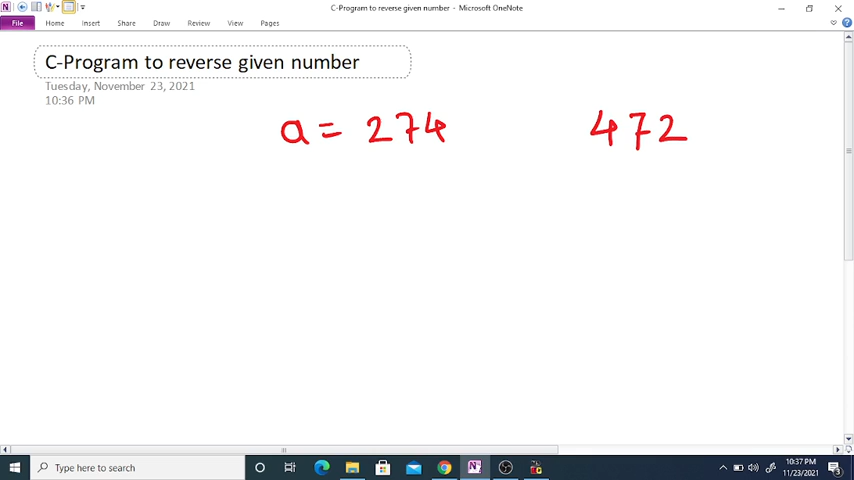 C-Program to reverse given number - Microsoft OneNote
File Home Insert Share Draw Review View Pages
C-Program to reverse given number
Tuesday, November 23, 2021
10:36 PM
a = 274 472
Type here to search
10:37 PM
11/23/2021
3